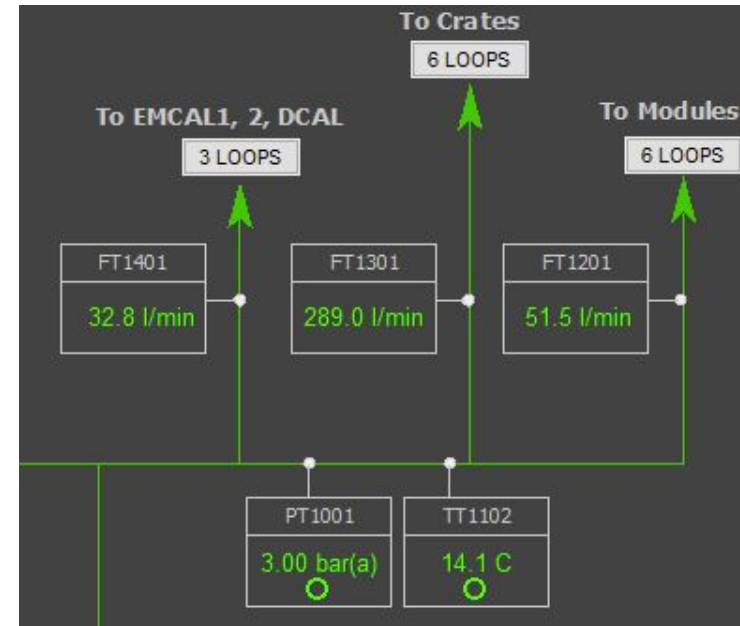 To Crates
6 LOOPS
To EMCAL1, 2, DCAL
3 LOOPS
To Modules
6 LOOPS
FT1401
32.8 l/min
FT1301
289.0 l/min
FT1201
51.5 l/min
PT1001
3.00 bar(a)
TT1102
14.1 C